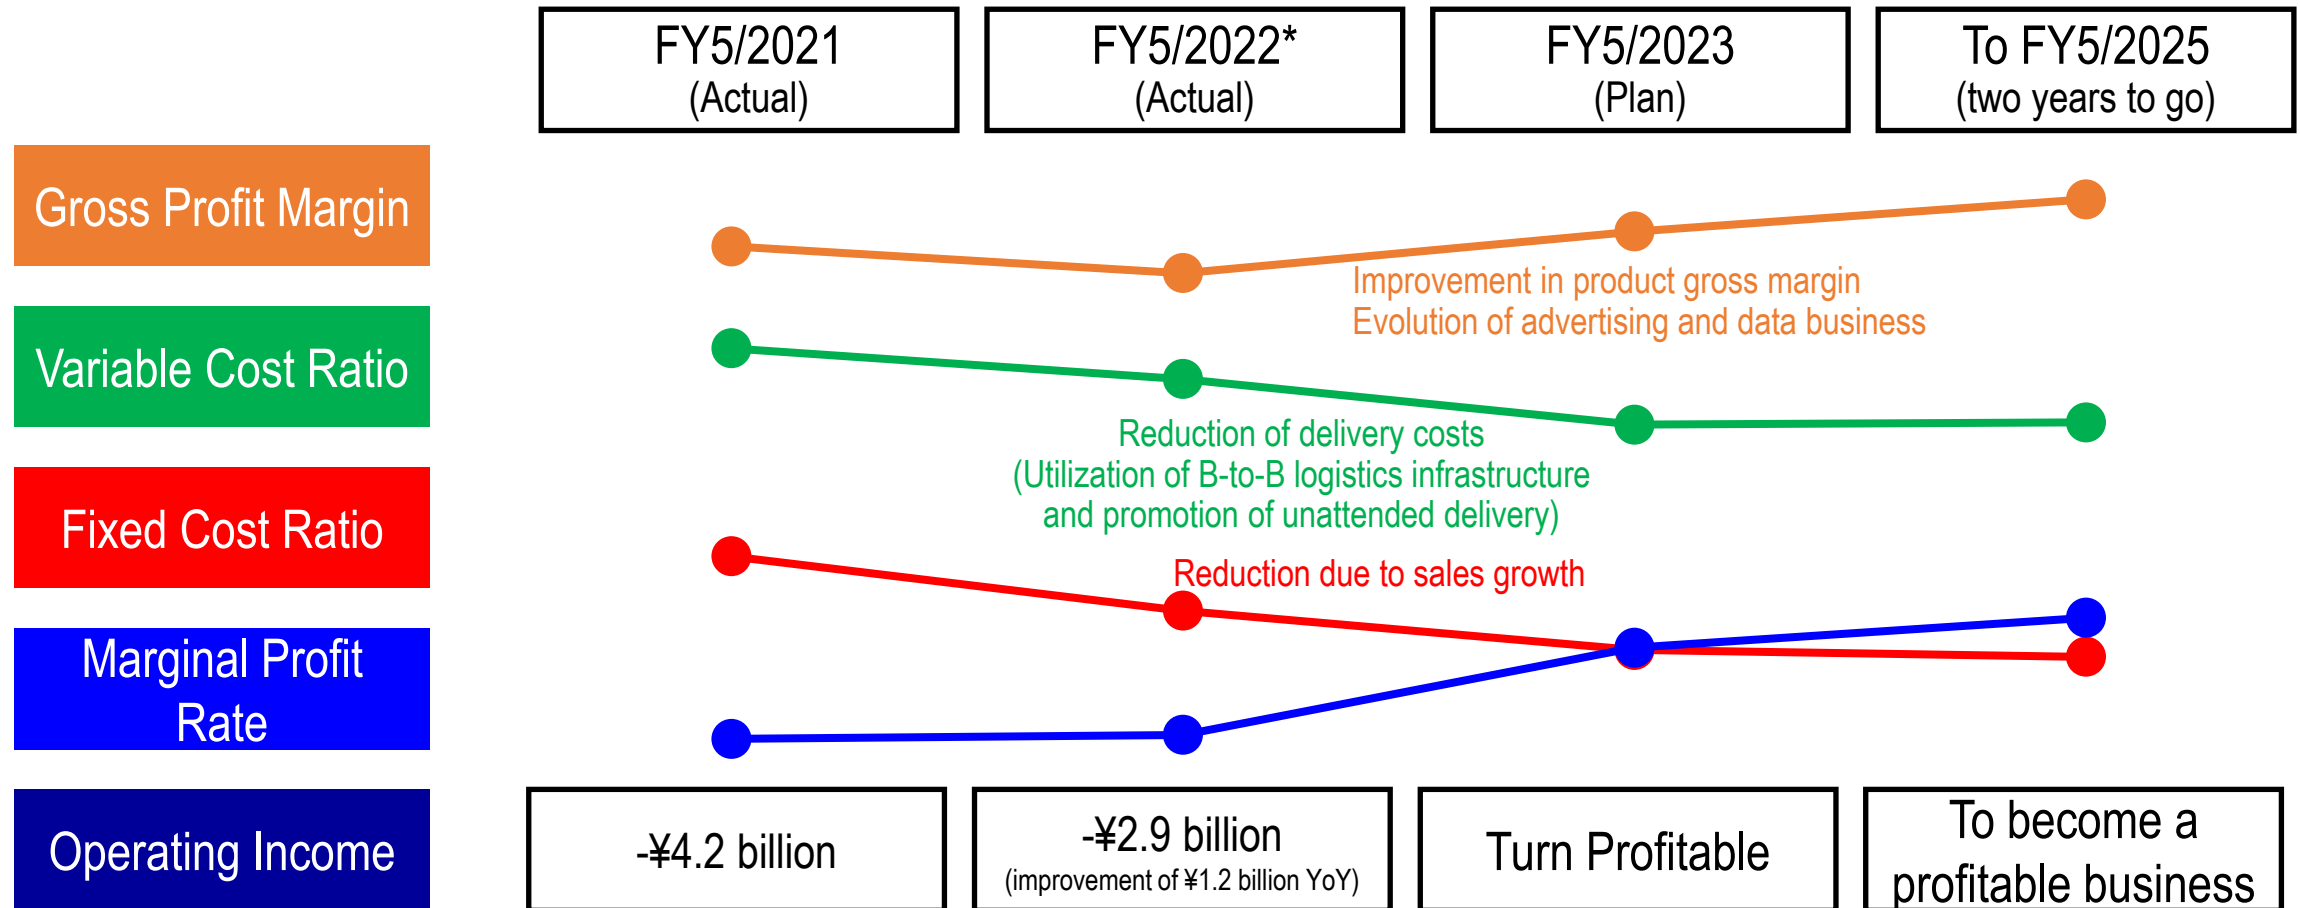 FY5/2021
(Actual)
FY5/2022*
(Actual)
FY5/2023
(Plan)
To FY5/2025
(two years to go)
Gross Profit Margin
Improvement in product gross margin
Evolution of advertising and data business
Variable Cost Ratio
Reduction of delivery costs
(Utilization of B-to-B logistics infrastructure
and promotion of unattended delivery)
Fixed Cost Ratio
Reduction due to sales growth
Marginal Profit
Rate
Operating Income
-¥4.2 billion
-¥2.9 billion
(improvement of ¥1.2 billion YoY)
Turn Profitable
To become a
profitable business